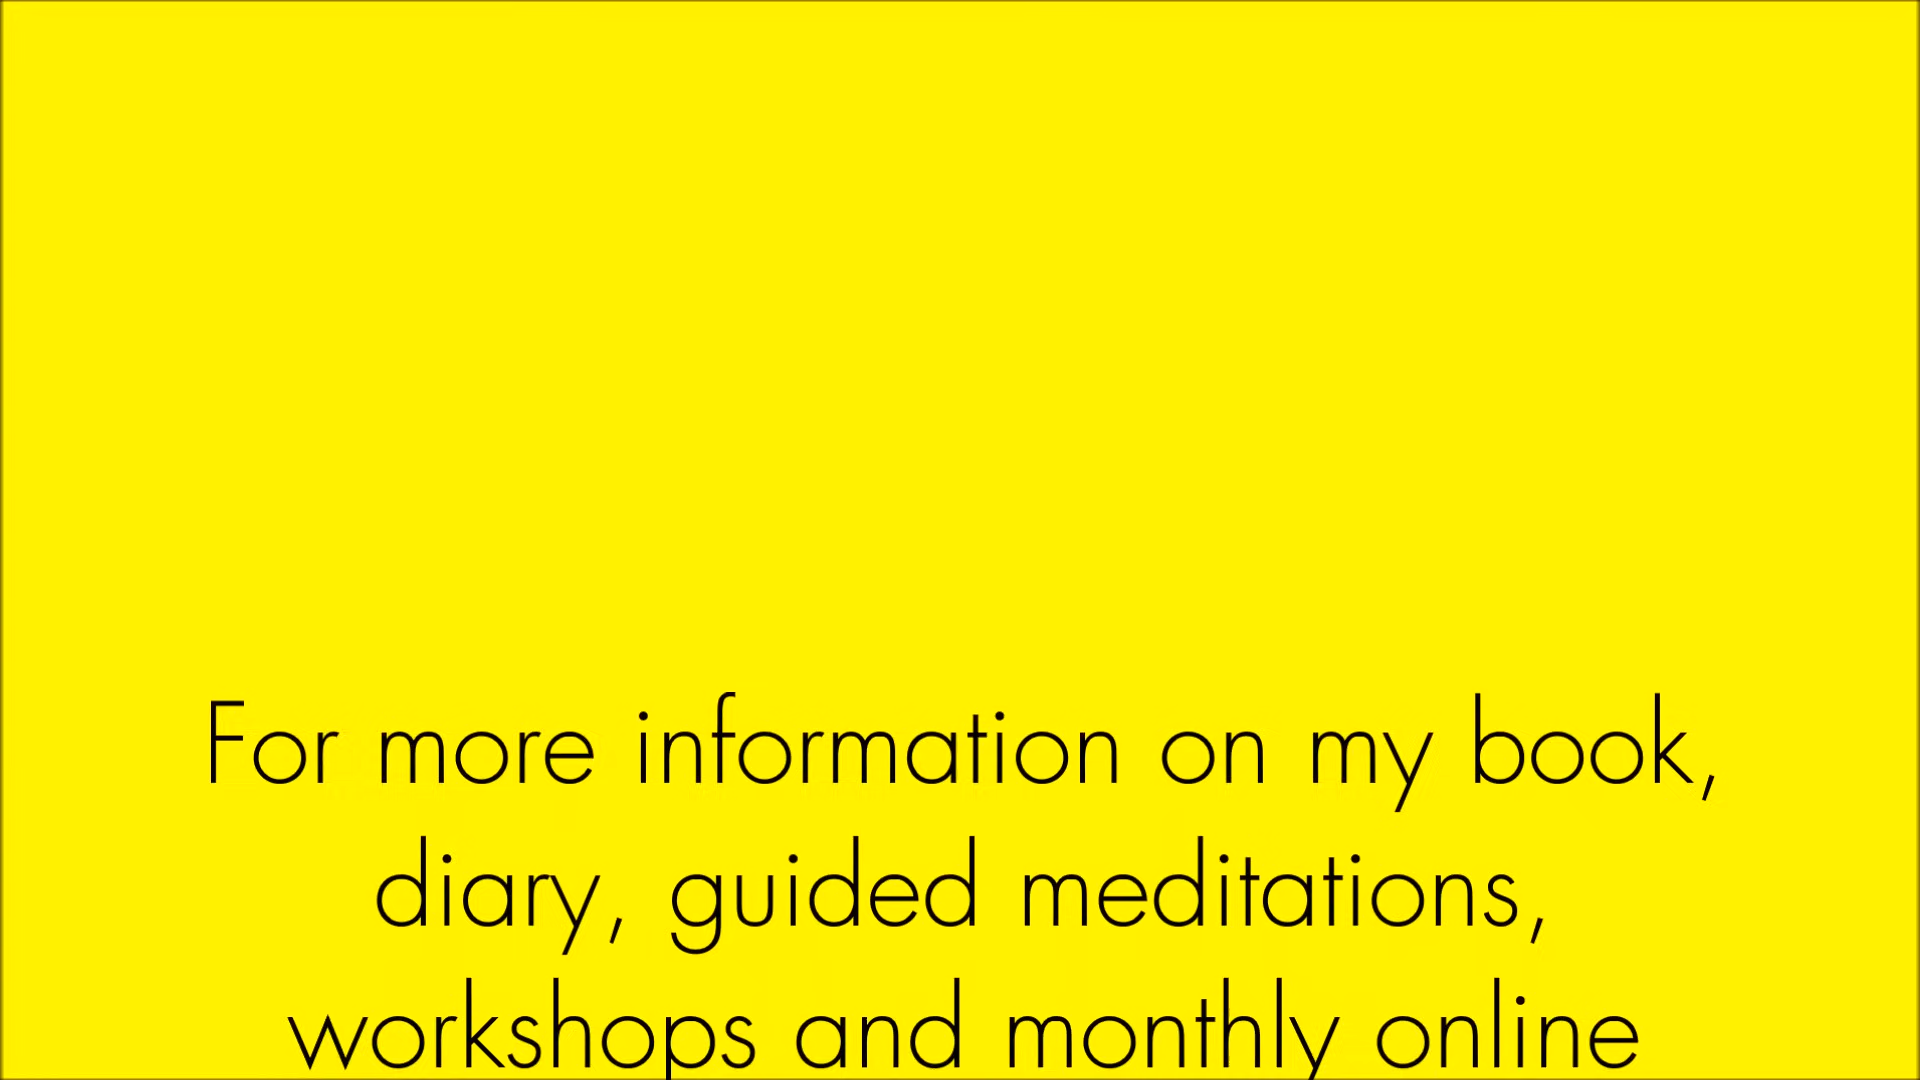 For more information on my book,
diary, guided meditations,
workshops and monthly online